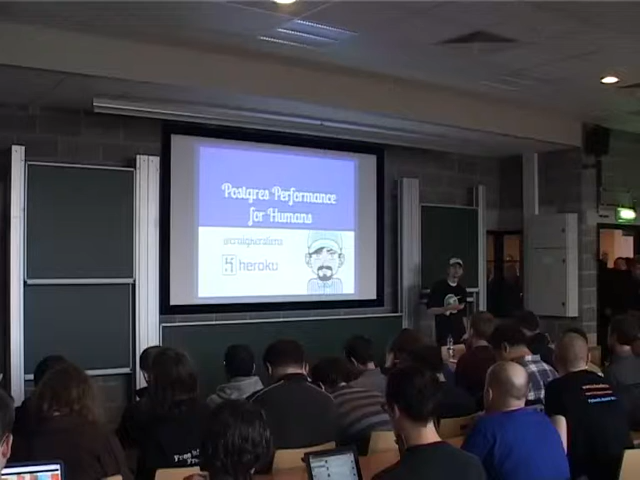 Postgres Performance
for Humans
@craigkerstiens
heroku